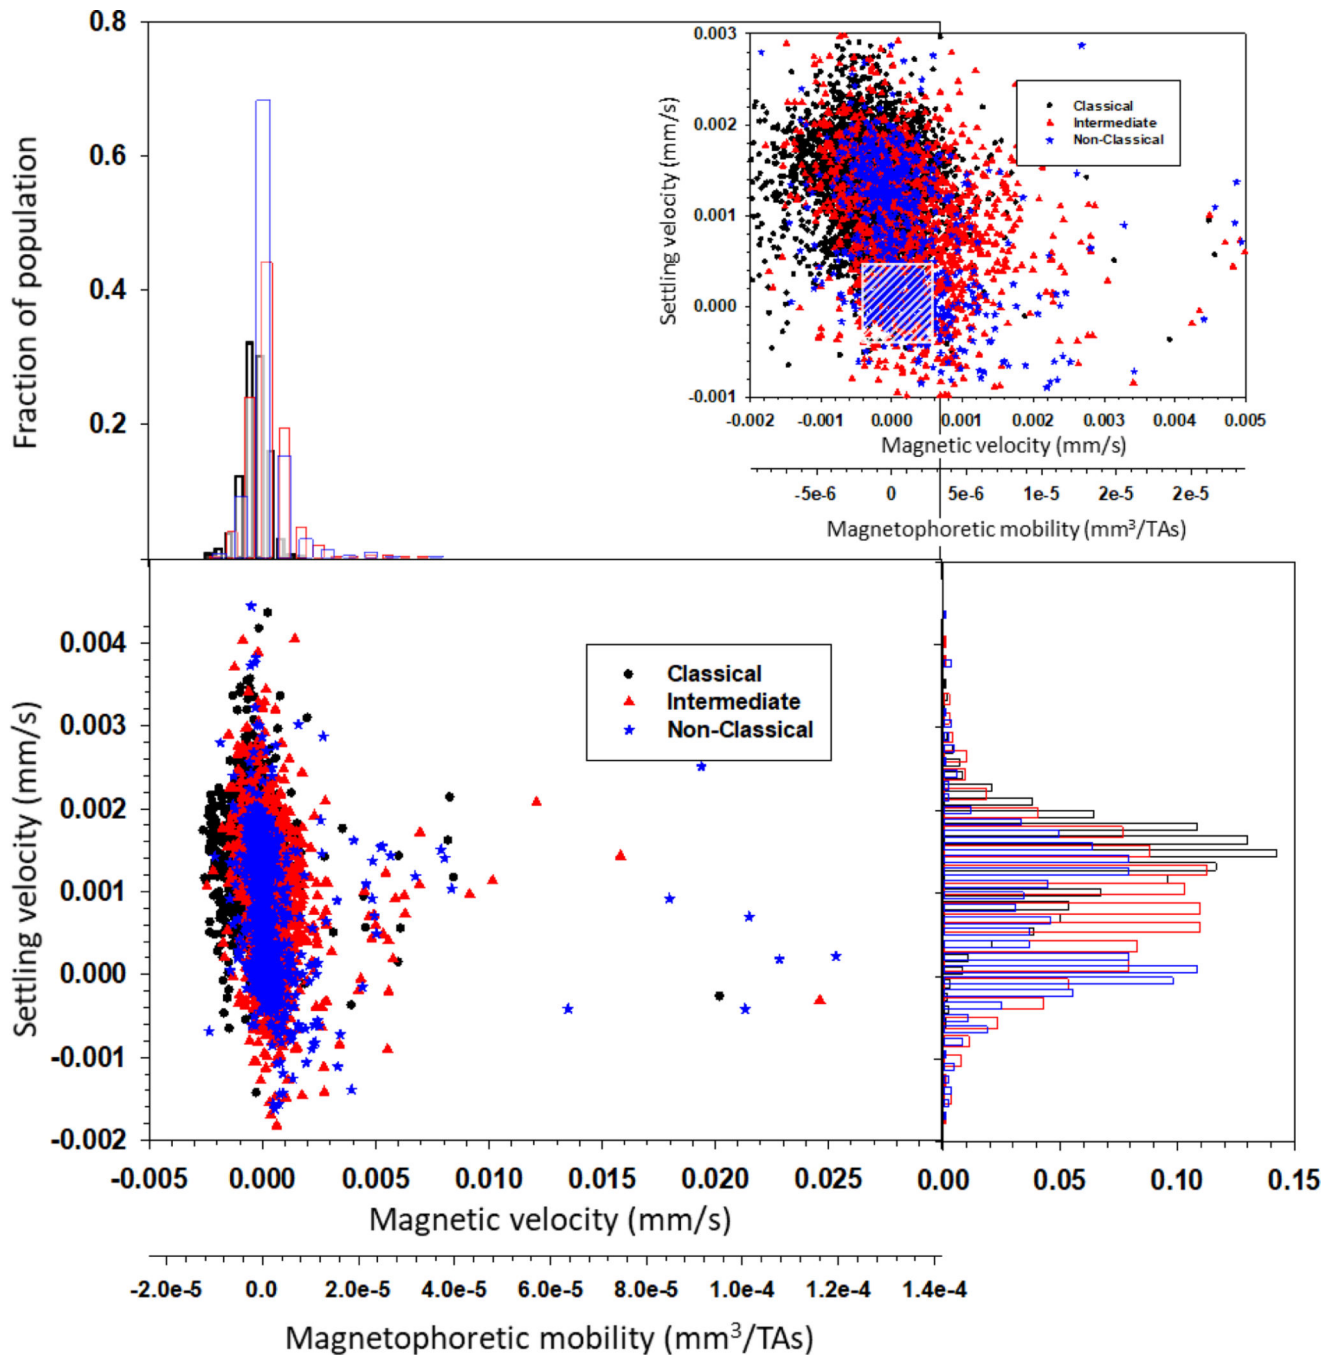 0.8
0.6
0.4
0.2
Fraction of population
0.003
0.002
0.001
0.000
-0.001
Settling velocity (mm/s)
Classical
Intermediate
Non-Classical
-0.002 -0.001 0.000 0.001 0.002 0.003 0.004 0.005
Magnetic velocity (mm/s)
-5e-6 0 5e-6 1e-5 2e-5 2e-5
Magnetophoretic mobility (mm³/TAs)
0.004
0.003
0.002
0.001
0.000
-0.001
-0.002
Settling velocity (mm/s)
Classical
Intermediate
Non-Classical
-0.005 0.000 0.005 0.010 0.015 0.020 0.025 0.00 0.05 0.10 0.15
Magnetic velocity (mm/s)
-2.0e-5 0.0 2.0e-5 4.0e-5 6.0e-5 8.0e-5 1.0e-4 1.2e-4 1.4e-4
Magnetophoretic mobility (mm³/TAs)